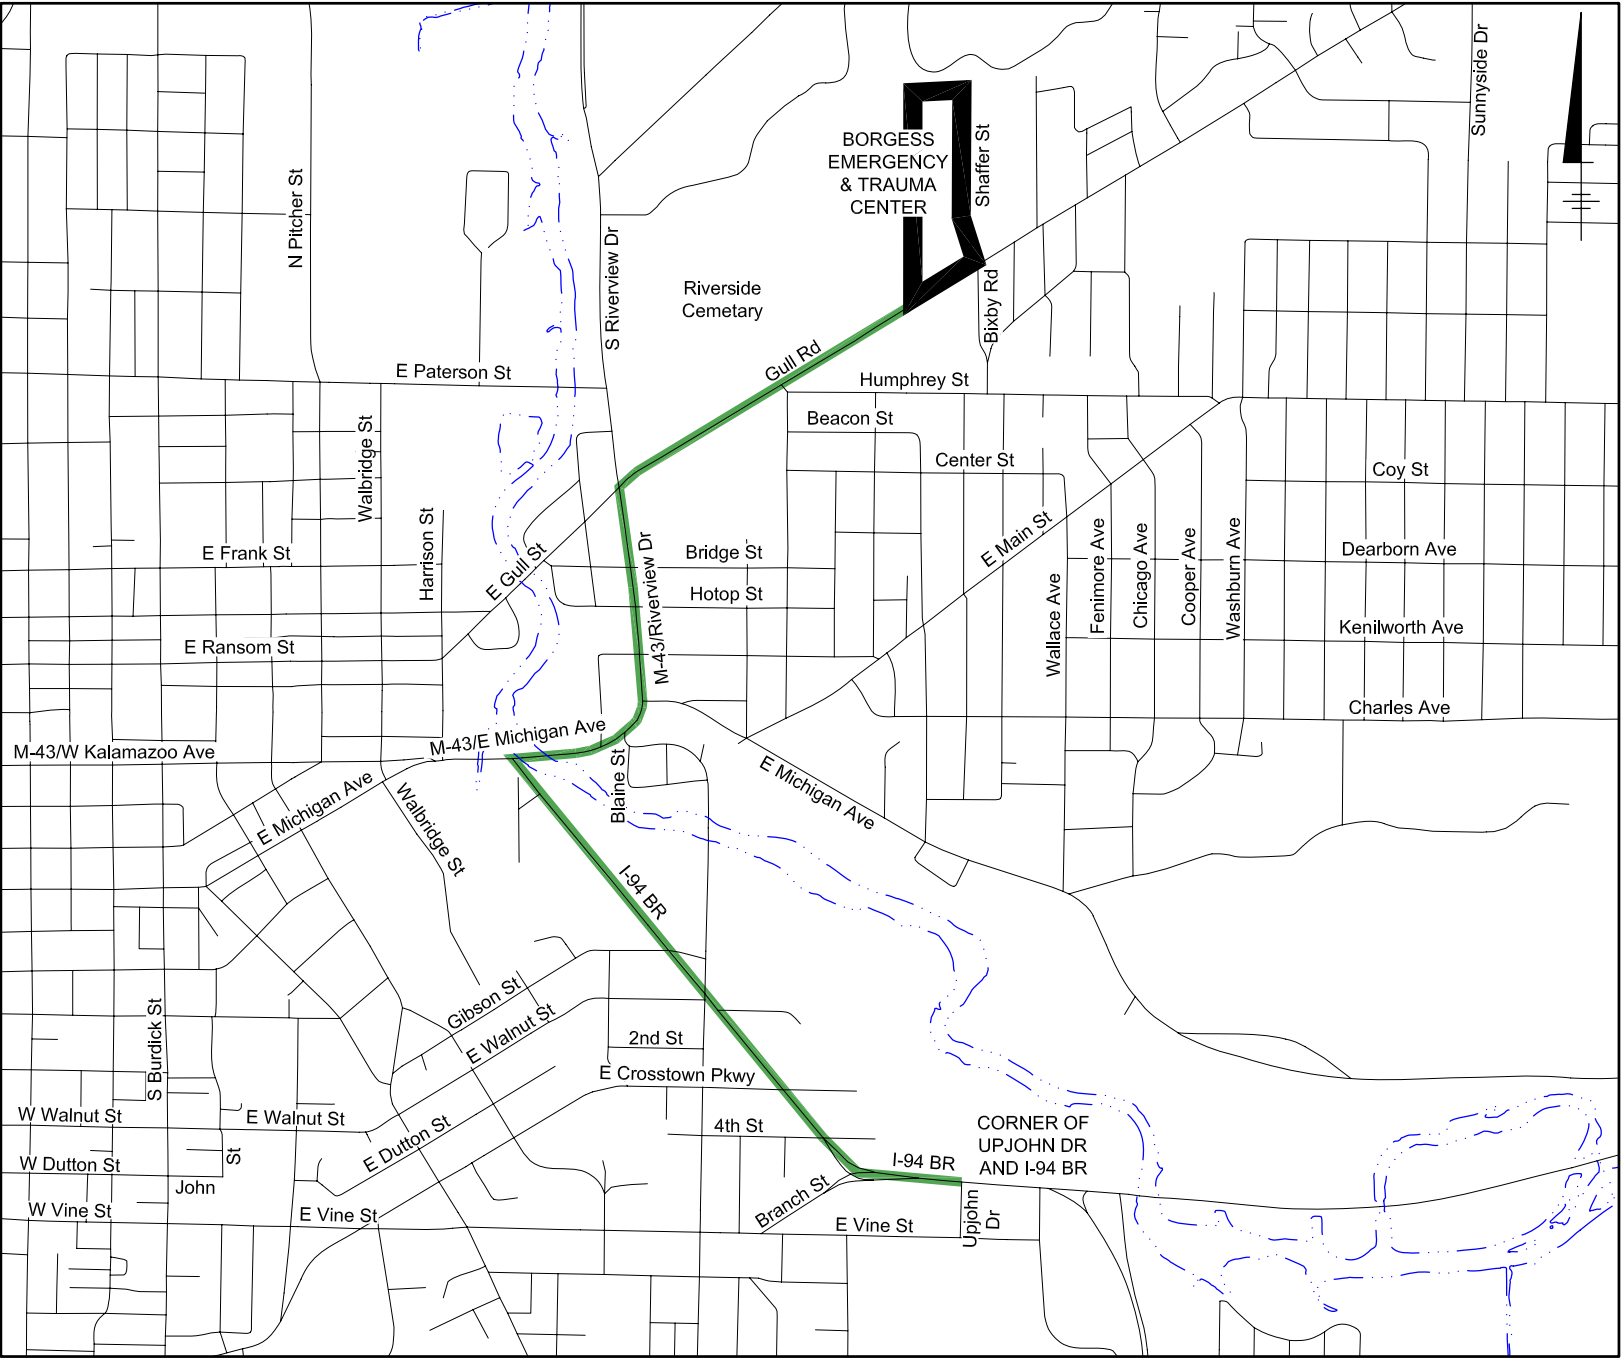 Sunnyside Dr
BORGESS
EMERGENCY
& TRAUMA
CENTER
Shaffer St
N Pitcher St
S Riverview Dr
Riverside
Cemetary
Bixby Rd
Gull Rd
E Paterson St
Humphrey St
Beacon St
Walbridge St
Center St
Coy St
Harrison St
E Frank St
E Gull St
Bridge St
Hotop St
M-43/Riverview Dr
E Main St
Wallace Ave
Fenimore Ave
Chicago Ave
Cooper Ave
Washburn Ave
Dearborn Ave
Kenilworth Ave
E Ransom St
Charles Ave
M-43/E Michigan Ave
M-43/W Kalamazoo Ave
E Michigan Ave
Walbridge St
Blaine St
E Michigan Ave
I-94 BR
Gibson St
E Walnut St
S Burdick St
2nd St
E Crosstown Pkwy
W Walnut St
E Walnut St
E Dutton St
4th St
CORNER OF
UPJOHN DR
AND I-94 BR
W Dutton St
John
St
I-94 BR
Branch St
W Vine St
E Vine St
E Vine St
Upjohn
Dr